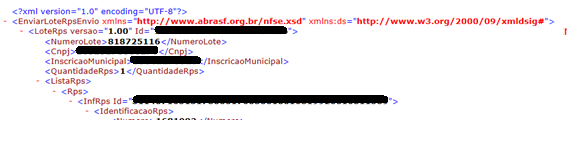 <?xml version="1.0" encoding="UTF-8"?>
- <EnviarLoteRpsEnvio xmlns="http://www.abrasf.org.br/nfse.xsd" xmlns:ds="http://www.w3.org/2000/09/xmldsig#">
- <LoteRps versao="1.00" Id="
<NumeroLote>818725116</NumeroLote>
<Cnpj></Cnpj>
<InscricaoMunicipal></InscricaoMunicipal>
<QuantidadeRps>1</QuantidadeRps>
- <ListaRps>
- <Rps>
- <InfRps Id=">
- <IdentificacaoRps>